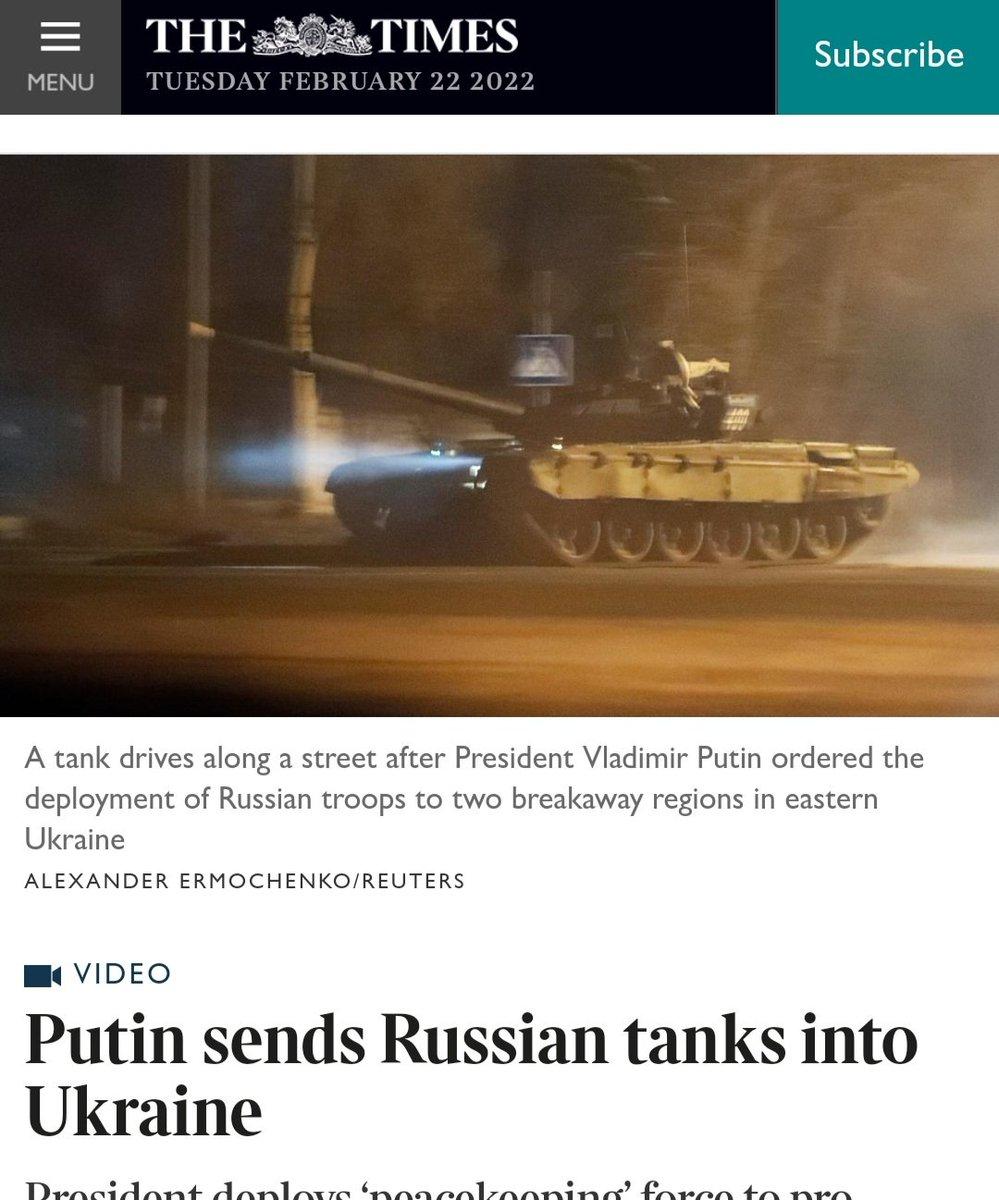 THE TIMES
MENU
TUESDAY FEBRUARY 22 2022
Subscribe
A tank drives along a street after President Vladimir Putin ordered the
deployment of Russian troops to two breakaway regions in eastern
Ukraine
ALEXANDER ERMOCHENKO/REUTERS
VIDEO
Putin sends Russian tanks into
Ukraine
President deploys ‘peacekeeping’ force to pro